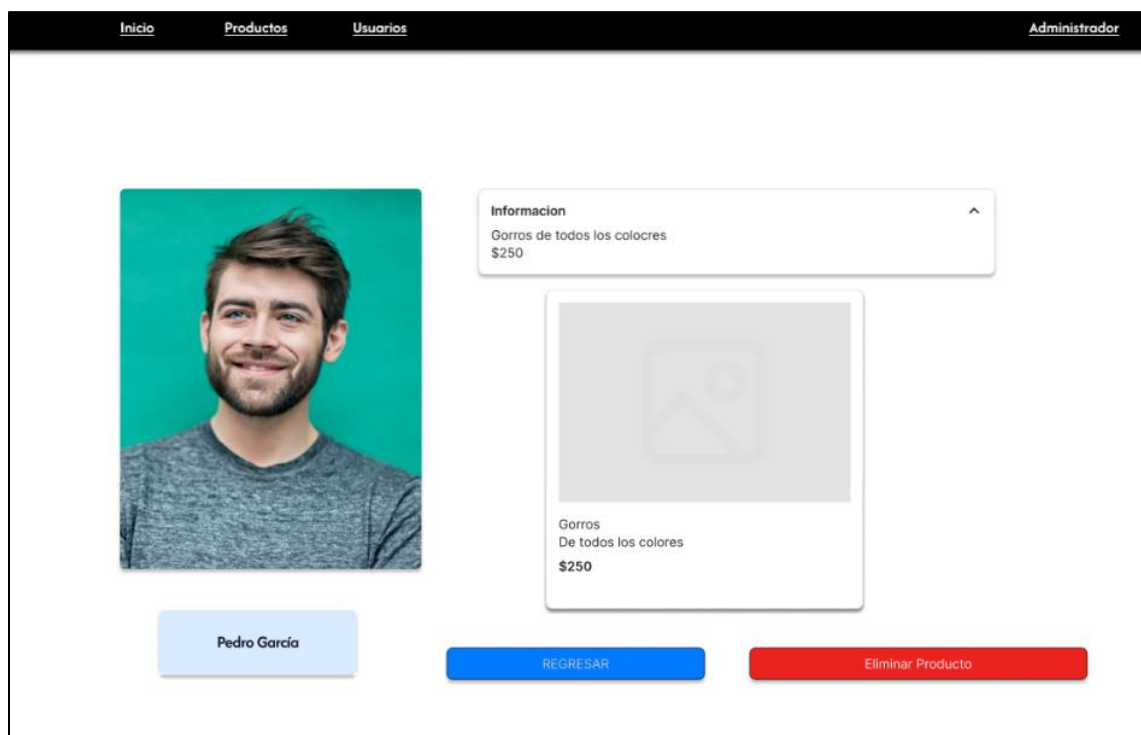 Inicio Productos Usuarios Administrador
Informacion
Gorros de todos los colocres
$250
Gorros
De todos los colores
$250
Pedro García
REGRESAR Eliminar Producto